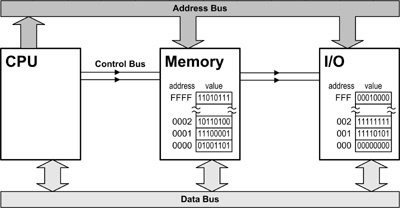 Address Bus
CPU
Control Bus
Memory
address value
FFFF 11010111
0002 10110100
0001 11100001
0000 01001101
I/O
address value
FFF 00010000
002 11111111
001 11110101
000 00000000
Data Bus